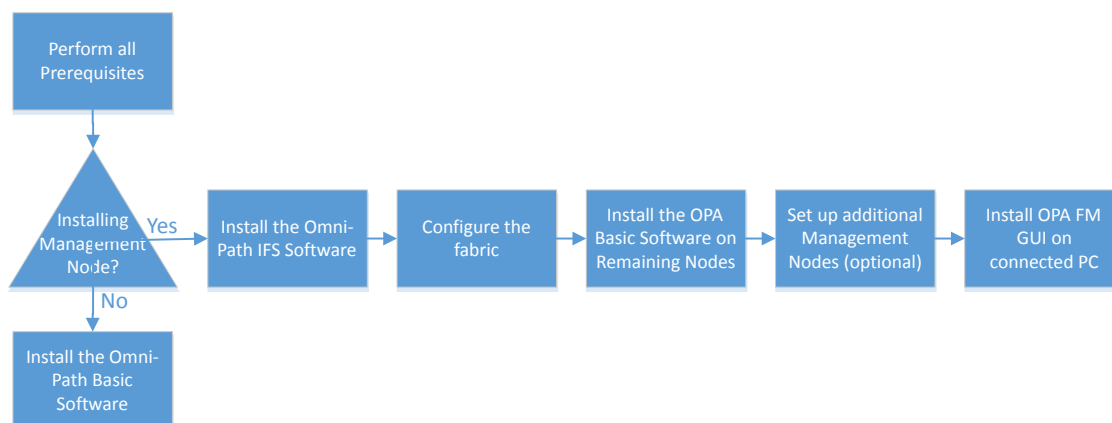 Perform all
Prerequisites
Installing
Management
Node?
Yes
Install the Omni-
Path IFS Software
Configure the
fabric
Install the OPA
Basic Software on
Remaining Nodes
Set up additional
Management
Nodes (optional)
Install OPA FM
GUI on
connected PC
No
Install the Omni-
Path Basic
Software